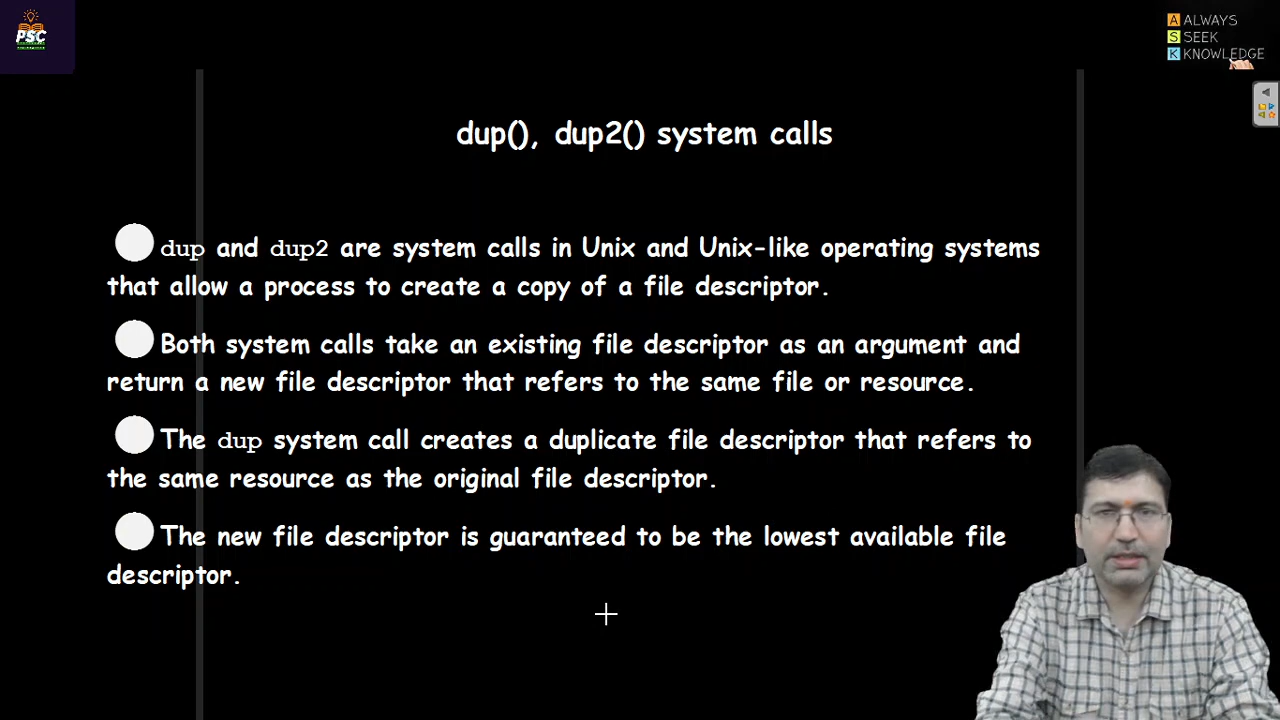 PSC
A ALWAYS
S SEEK
K KNOWLEDGE
dup(), dup2() system calls
dup and dup2 are system calls in Unix and Unix-like operating systems
that allow a process to create a copy of a file descriptor.
Both system calls take an existing file descriptor as an argument and
return a new file descriptor that refers to the same file or resource.
The dup system call creates a duplicate file descriptor that refers to
the same resource as the original file descriptor.
The new file descriptor is guaranteed to be the lowest available file
descriptor.